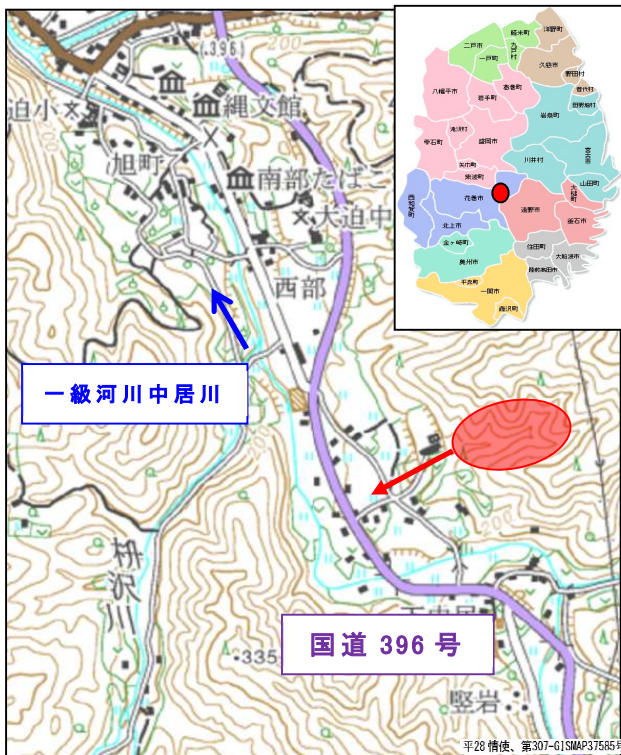 (396)
200
縄文館
迫小
旭町
南部たばこ
大迫中
西部
一級河川中居川
200
200
国道 396 号
・335
竪岩
平28 情使、第307-GISMAP37585号
二戸市
軽米町
九戸村
洋野町
一戸町
久慈市
野田村
普代村
八幡平市
岩手町
葛巻町
岩泉町
田野畑村
滝沢村
雫石町
盛岡市
川井村
宮古市
矢巾町
紫波町
山田町
大槌町
花巻市
西和賀町
遠野市
釜石市
北上市
金ヶ崎町
住田町
大船渡市
奥州市
陸前高田市
平泉町
一関市
藤沢町